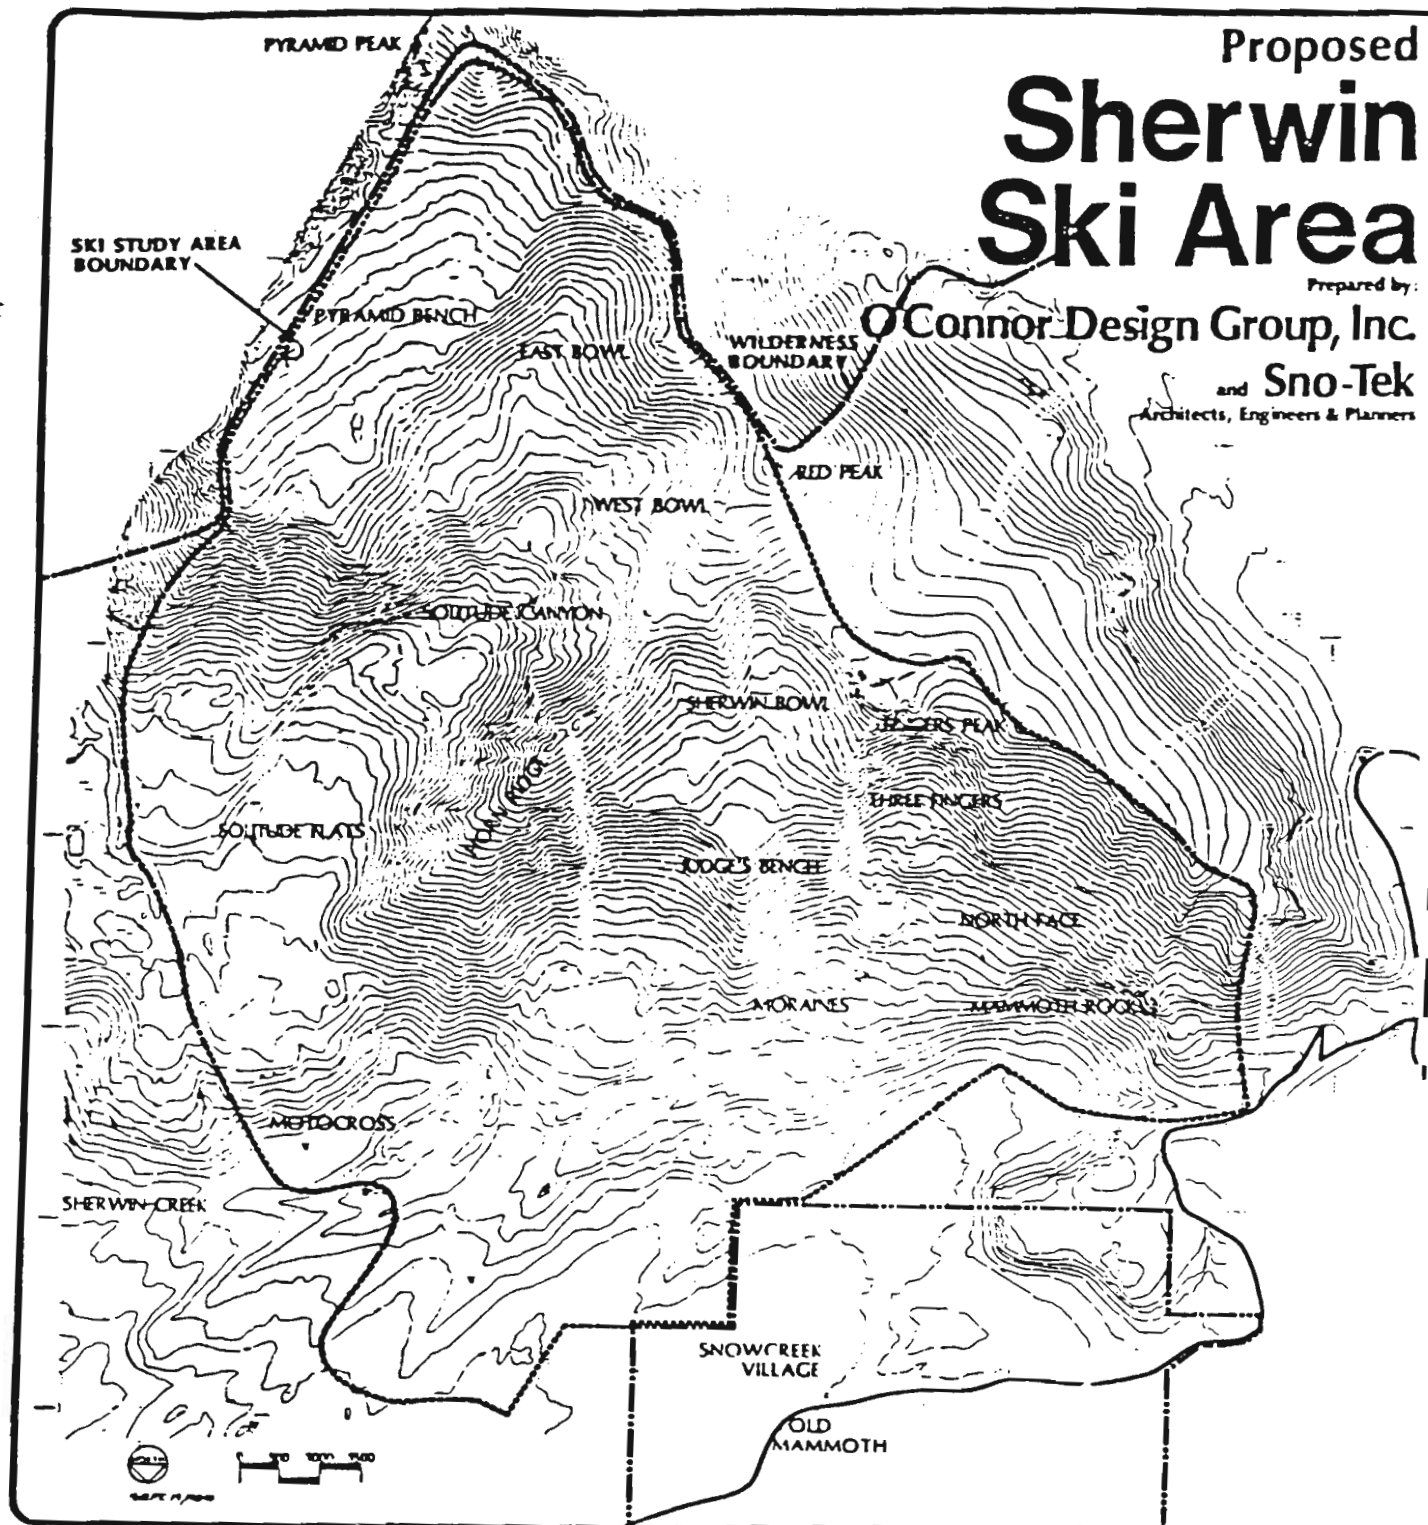 Proposed
Sherwin
Ski Area
Prepared by:
O'Connor Design Group, Inc.
and Sno-Tek
Architects, Engineers & Planners
PYRAMID PEAK
SKI STUDY AREA
BOUNDARY
PYRAMID BENCH
EAST BOWL
WILDERNESS
BOUNDARY
RED PEAK
WEST BOWL
SOLITUDE CANYON
SHERWIN BOWL
PEAK
THREE FINGERS
SOLITUDE FLATS
JUDGE'S BENCH
NORTH FACE
MORAINES
MAMMOTH ROCK
MOTOCROSS
SHERWIN CREEK
SNOWCREEK
VILLAGE
OLD
MAMMOTH